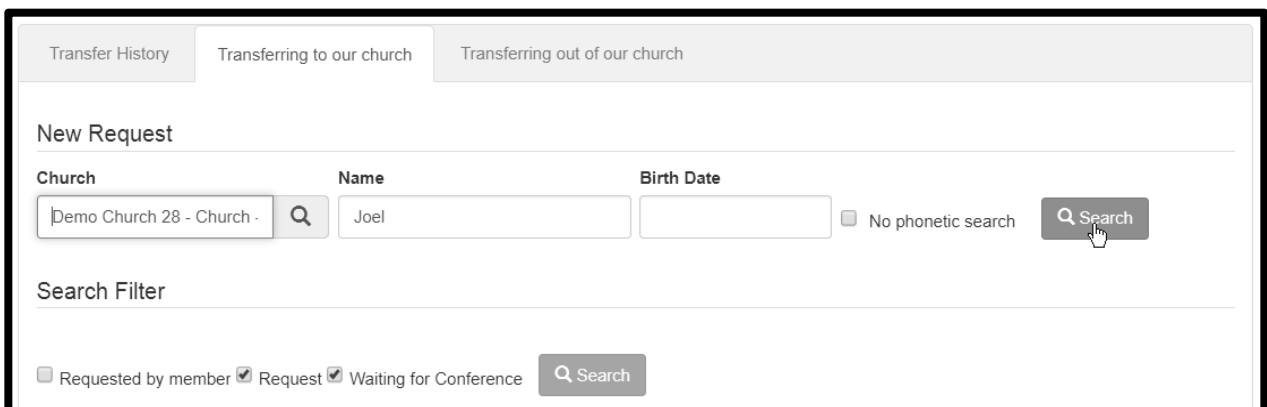 Transfer History Transferring to our church Transferring out of our church
New Request
Church Name Birth Date
Demo Church 28 - Church - Joel No phonetic search Search
Search Filter
Requested by member Request Waiting for Conference Search